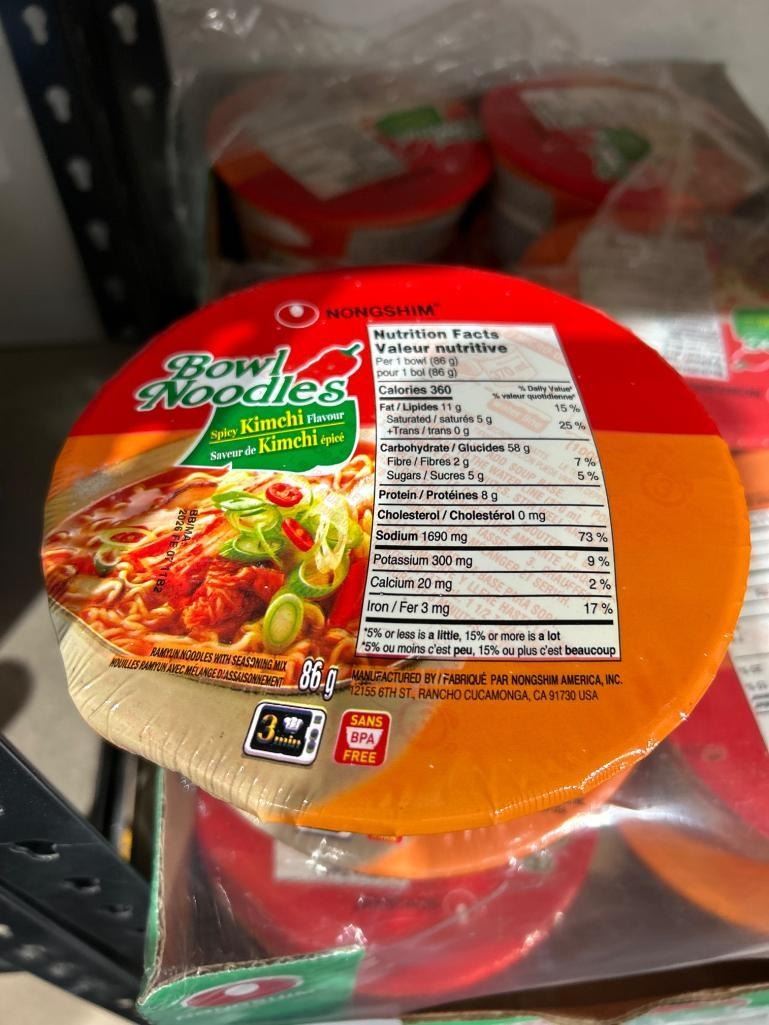 NONGSHIM
Bowl
Noodles
Spicy Kimchi Flavour
Saveur de Kimchi épicé
Nutrition Facts
Valeur nutritive
Per 1 bowl (86 g)
pour 1 bol (86 g)
Calories 360
% Daily Value*
% valeur quotidienne*
Fat / Lipides 11 g 15 %
Saturated / saturés 5 g
+Trans / trans 0 g 25 %
Carbohydrate / Glucides 58 g
Fibre / Fibres 2 g 7 %
Sugars / Sucres 5 g 5 %
Protein / Protéines 8 g
Cholesterol / Cholestérol 0 mg
Sodium 1690 mg 73 %
Potassium 300 mg 9 %
Calcium 20 mg 2 %
Iron / Fer 3 mg 17 %
*5% or less is a little, 15% or more is a lot
*5% ou moins c'est peu, 15% ou plus c'est beaucoup
BB/MA
2026 FE 07 1182
RAMYUN NOODLES WITH SEASONING MIX
NOUILLES RAMYUN AVEC MÉLANGE D'ASSAISONNEMENT
86 g
MANUFACTURED BY / FABRIQUÉ PAR NONGSHIM AMERICA, INC.
12155 6TH ST., RANCHO CUCAMONGA, CA 91730 USA
3 min
SANS
BPA
FREE